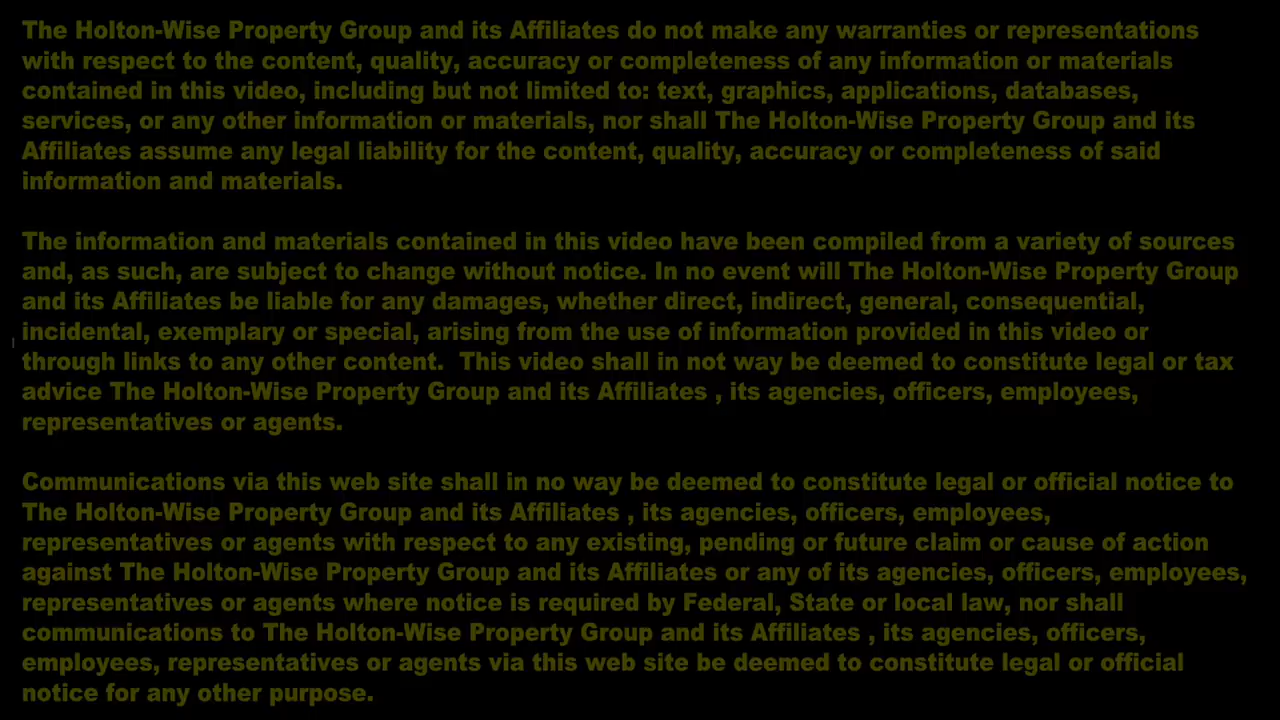 The Holton-Wise Property Group and its Affiliates do not make any warranties or representations
with respect to the content, quality, accuracy or completeness of any information or materials
contained in this video, including but not limited to: text, graphics, applications, databases,
services, or any other information or materials, nor shall The Holton-Wise Property Group and its
Affiliates assume any legal liability for the content, quality, accuracy or completeness of said
information and materials.
The information and materials contained in this video have been compiled from a variety of sources
and, as such, are subject to change without notice. In no event will The Holton-Wise Property Group
and its Affiliates be liable for any damages, whether direct, indirect, general, consequential,
incidental, exemplary or special, arising from the use of information provided in this video or
through links to any other content.  This video shall in not way be deemed to constitute legal or tax
advice The Holton-Wise Property Group and its Affiliates , its agencies, officers, employees,
representatives or agents.
Communications via this web site shall in no way be deemed to constitute legal or official notice to
The Holton-Wise Property Group and its Affiliates , its agencies, officers, employees,
representatives or agents with respect to any existing, pending or future claim or cause of action
against The Holton-Wise Property Group and its Affiliates or any of its agencies, officers, employees,
representatives or agents where notice is required by Federal, State or local law, nor shall
communications to The Holton-Wise Property Group and its Affiliates , its agencies, officers,
employees, representatives or agents via this web site be deemed to constitute legal or official
notice for any other purpose.